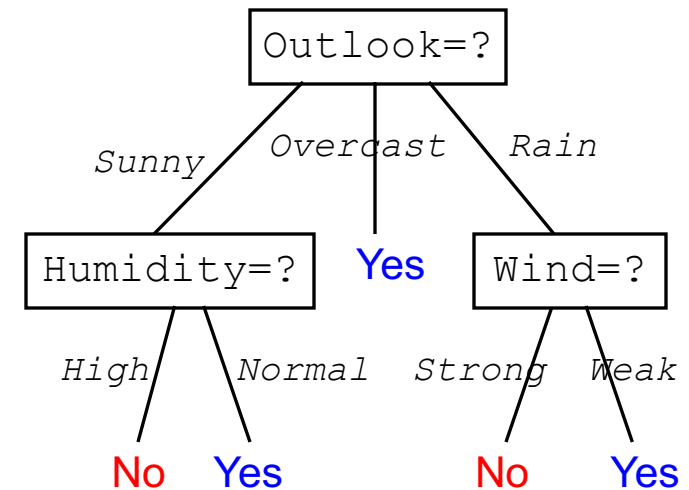 Outlook=?
Sunny
Overcast
Rain
Humidity=?
Yes
Wind=?
High
Normal
Strong
Weak
No
Yes
No
Yes